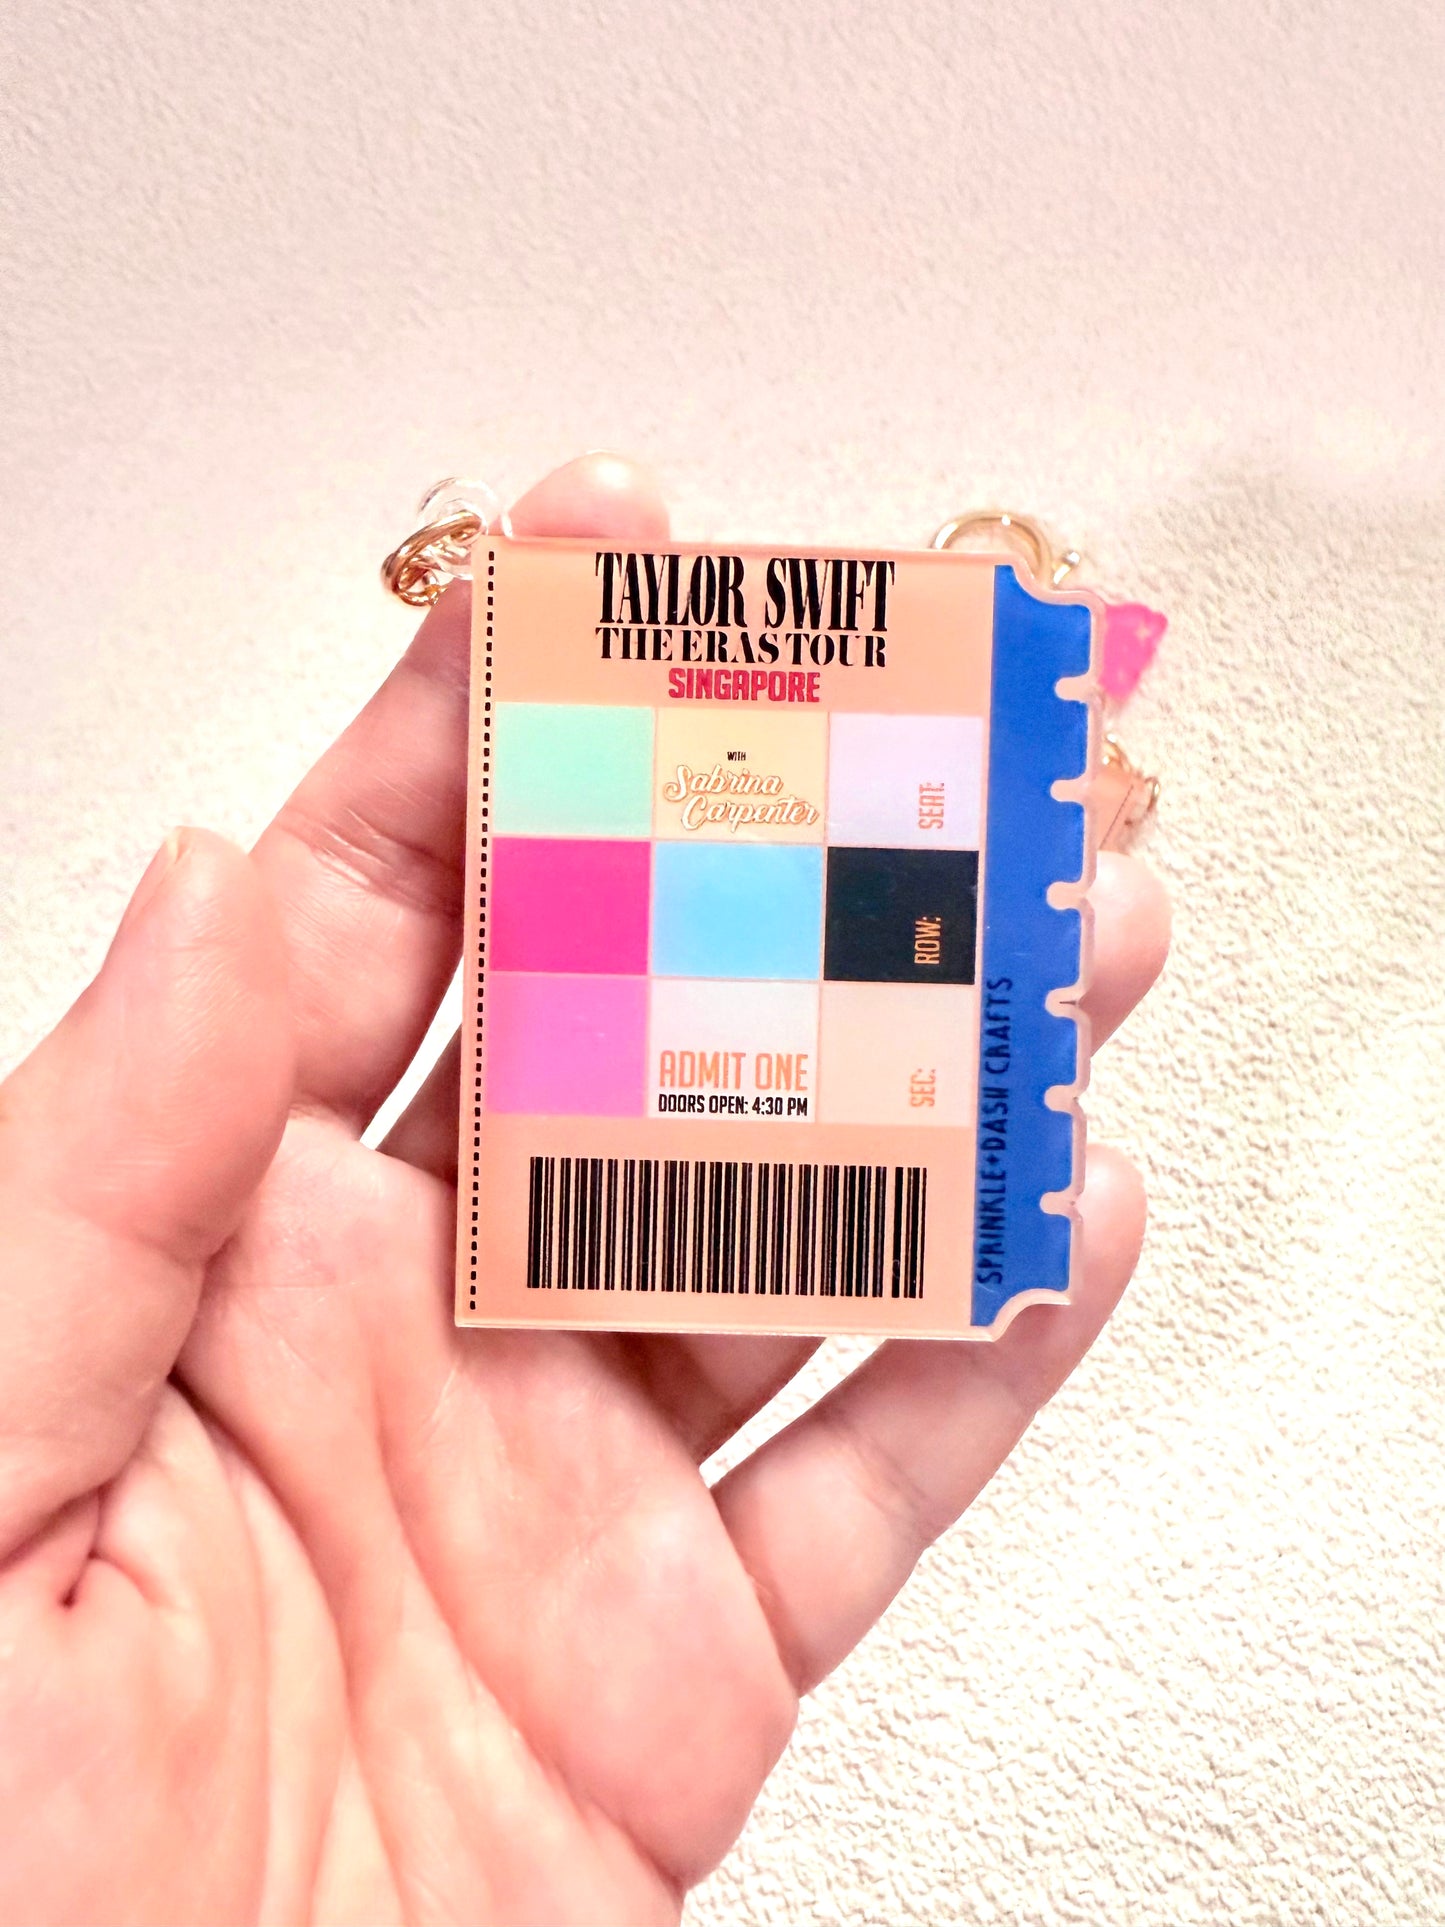 TAYLOR SWIFT
THE ERAS TOUR
SINGAPORE
WITH
Sabrina
Carpenter
SEAT:
ROW:
ADMIT ONE
DOORS OPEN: 4:30 PM
SEC:
SPRINKLE+DASH CRAFTS